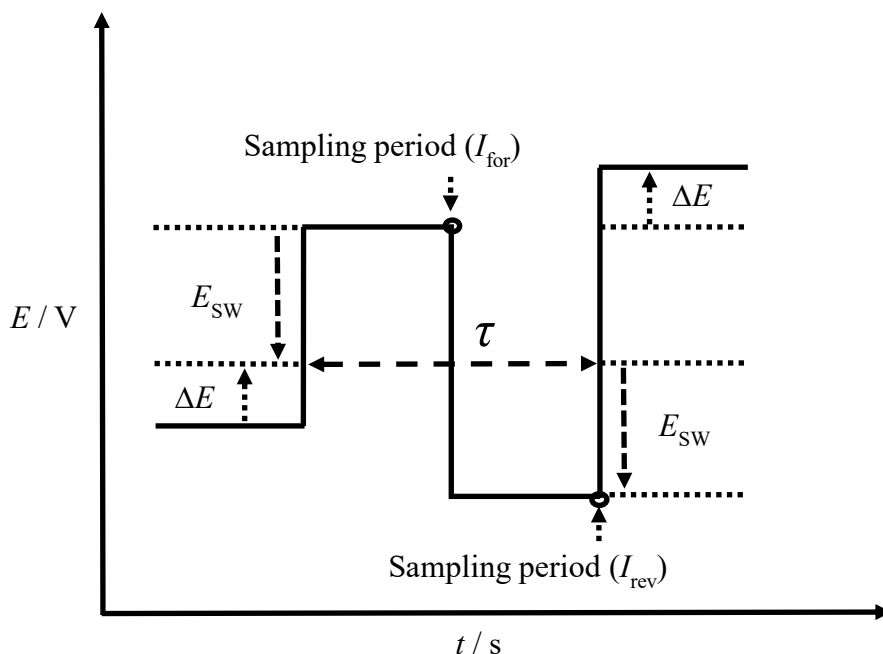 Sampling period (I_for)
ΔE
E_SW
E / V
τ
ΔE
E_SW
Sampling period (I_rev)
t / s